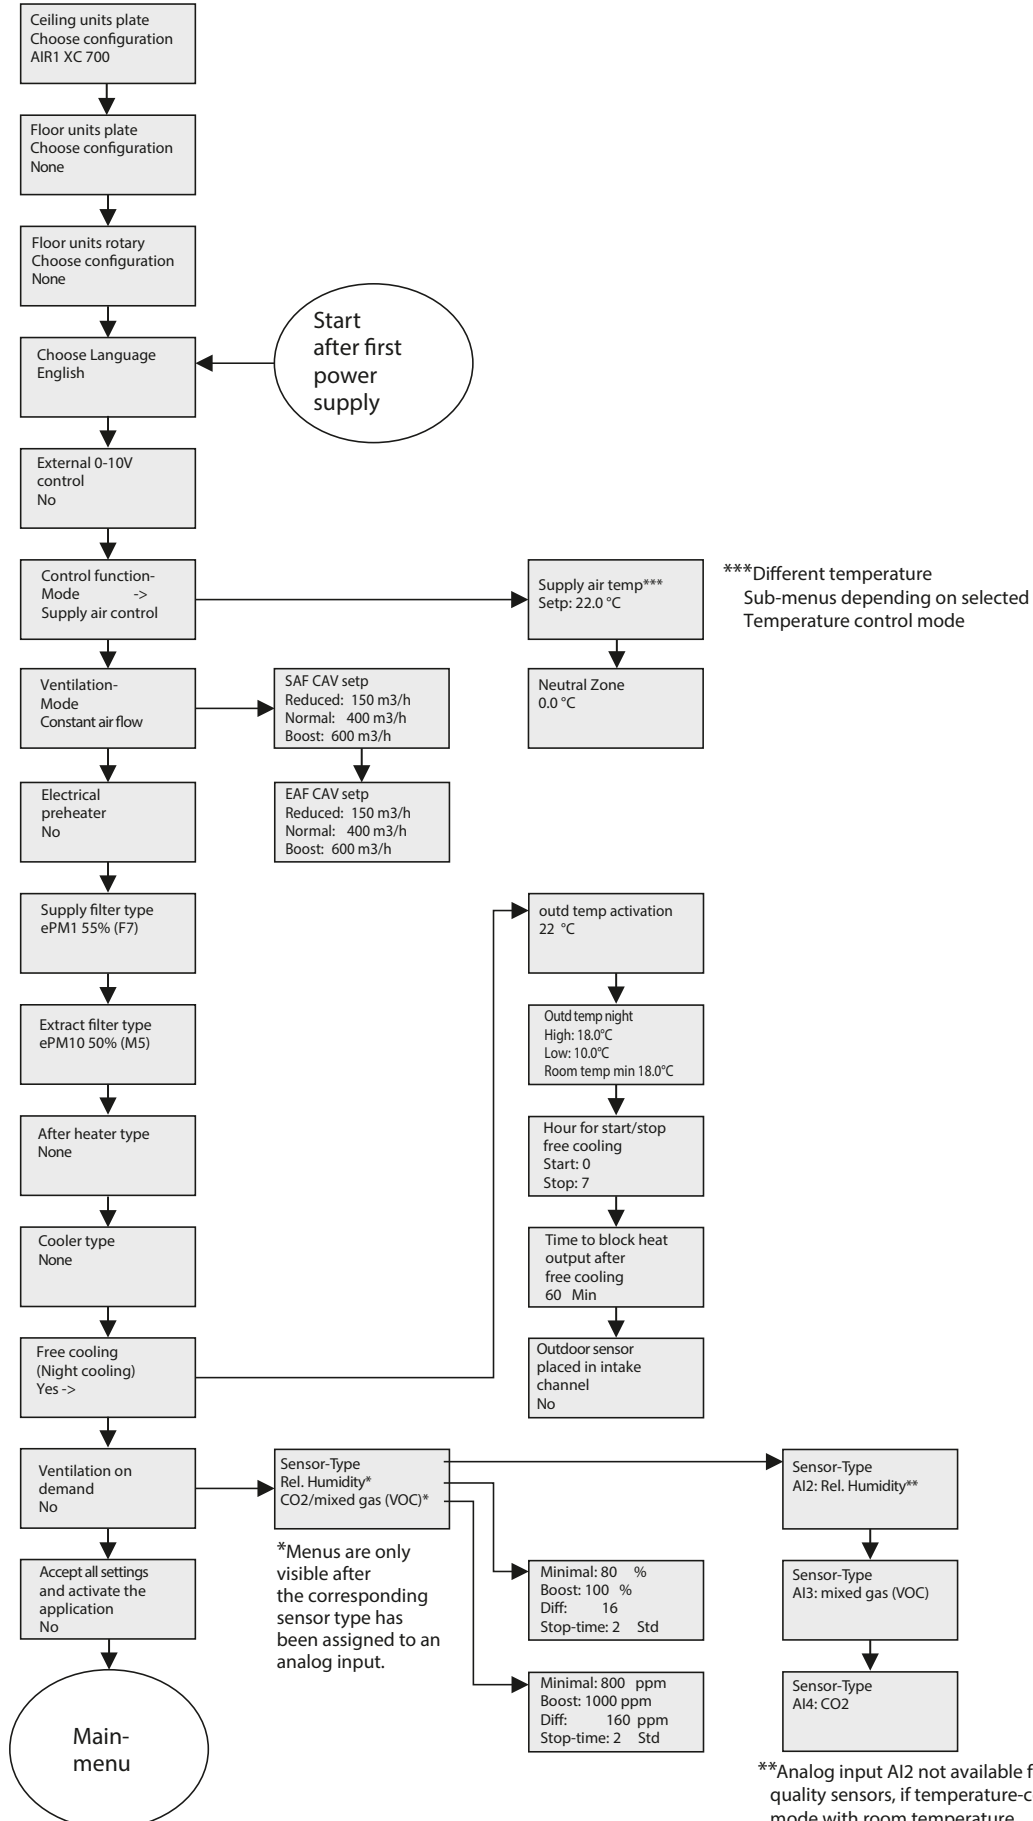 Ceiling units plate
Choose configuration
AIR1 XC 700
Floor units plate
Choose configuration
None
Floor units rotary
Choose configuration
None
Start
after first
power
supply
Choose Language
English
External 0-10V
control
No
Control function-
Mode ->
Supply air control
Supply air temp***
Setp: 22.0 °C
***Different temperature
Sub-menus depending on selected
Temperature control mode
Neutral Zone
0.0 °C
Ventilation-
Mode
Constant air flow
SAF CAV setp
Reduced: 150 m3/h
Normal: 400 m3/h
Boost: 600 m3/h
EAF CAV setp
Reduced: 150 m3/h
Normal: 400 m3/h
Boost: 600 m3/h
Electrical
preheater
No
Supply filter type
ePM1 55% (F7)
Extract filter type
ePM10 50% (M5)
After heater type
None
Cooler type
None
Free cooling
(Night cooling)
Yes ->
outd temp activation
22 °C
Outd temp night
High: 18.0°C
Low: 10.0°C
Room temp min 18.0°C
Hour for start/stop
free cooling
Start: 0
Stop: 7
Time to block heat
output after
free cooling
60 Min
Outdoor sensor
placed in intake
channel
No
Ventilation on
demand
No
Sensor-Type
Rel. Humidity*
CO2/mixed gas (VOC)*
*Menus are only
visible after
the corresponding
sensor type has
been assigned to an
analog input.
Minimal: 80 %
Boost: 100 %
Diff: 16
Stop-time: 2 Std
Minimal: 800 ppm
Boost: 1000 ppm
Diff: 160 ppm
Stop-time: 2 Std
Sensor-Type
AI2: Rel. Humidity**
Sensor-Type
AI3: mixed gas (VOC)
Sensor-Type
AI4: CO2
**Analog input AI2 not available f
quality sensors, if temperature-c
mode with room temperature
Accept all settings
and activate the
application
No
Main-
menu